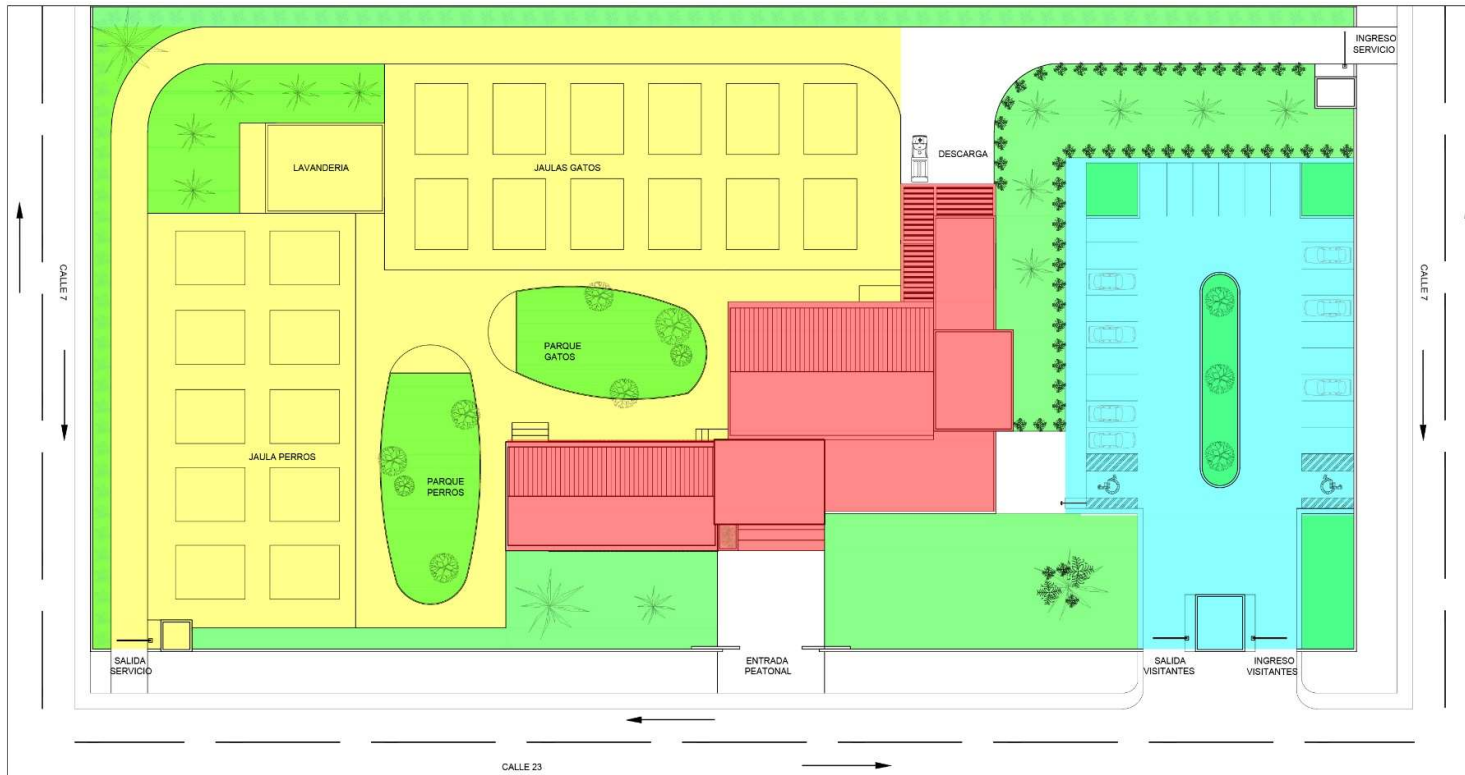 INGRESO
SERVICIO
DESCARGA
LAVANDERIA
JAULAS GATOS
CALLE 7
CALLE 7
PARQUE
GATOS
JAULA PERROS
PARQUE
PERROS
SALIDA
SERVICIO
ENTRADA
PEATONAL
SALIDA
VISITANTES
INGRESO
VISITANTES
CALLE 23